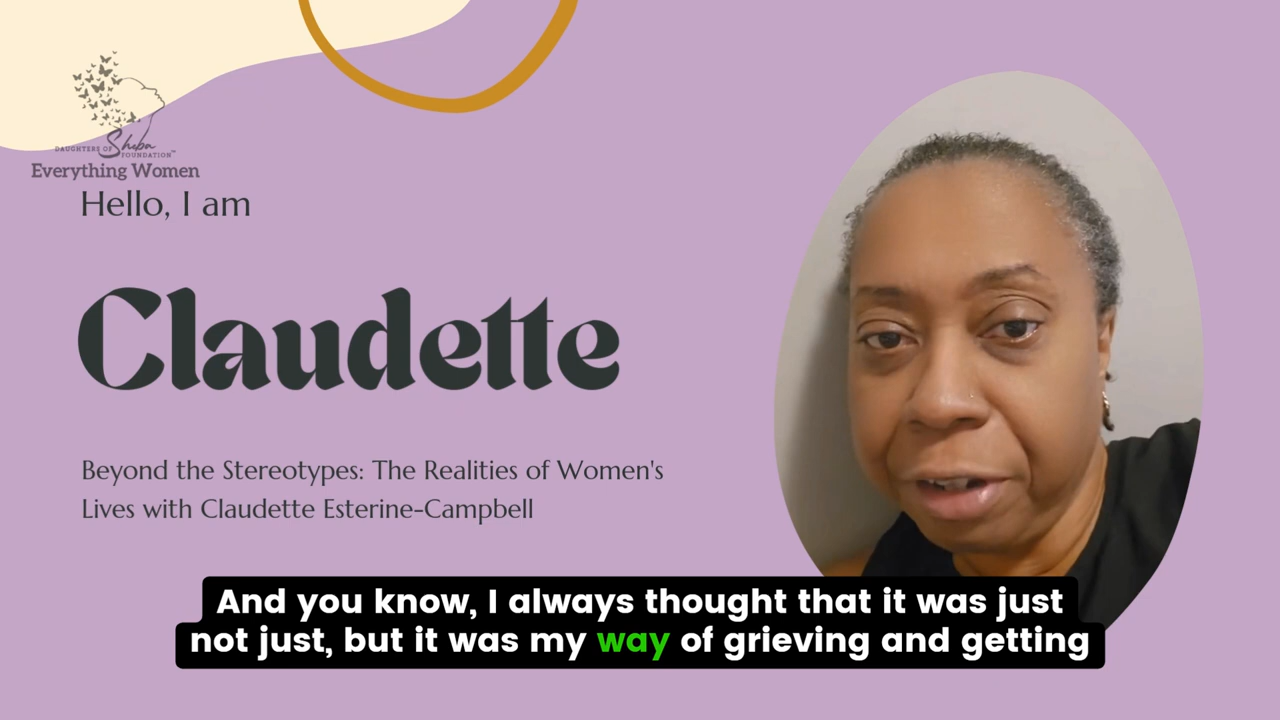 DAUGHTERS OF Sheba
FOUNDATION™
Everything Women
Hello, I am
Claudette
Beyond the Stereotypes: The Realities of Women's
Lives with Claudette Esterine-Campbell
And you know, I always thought that it was just
not just, but it was my way of grieving and getting